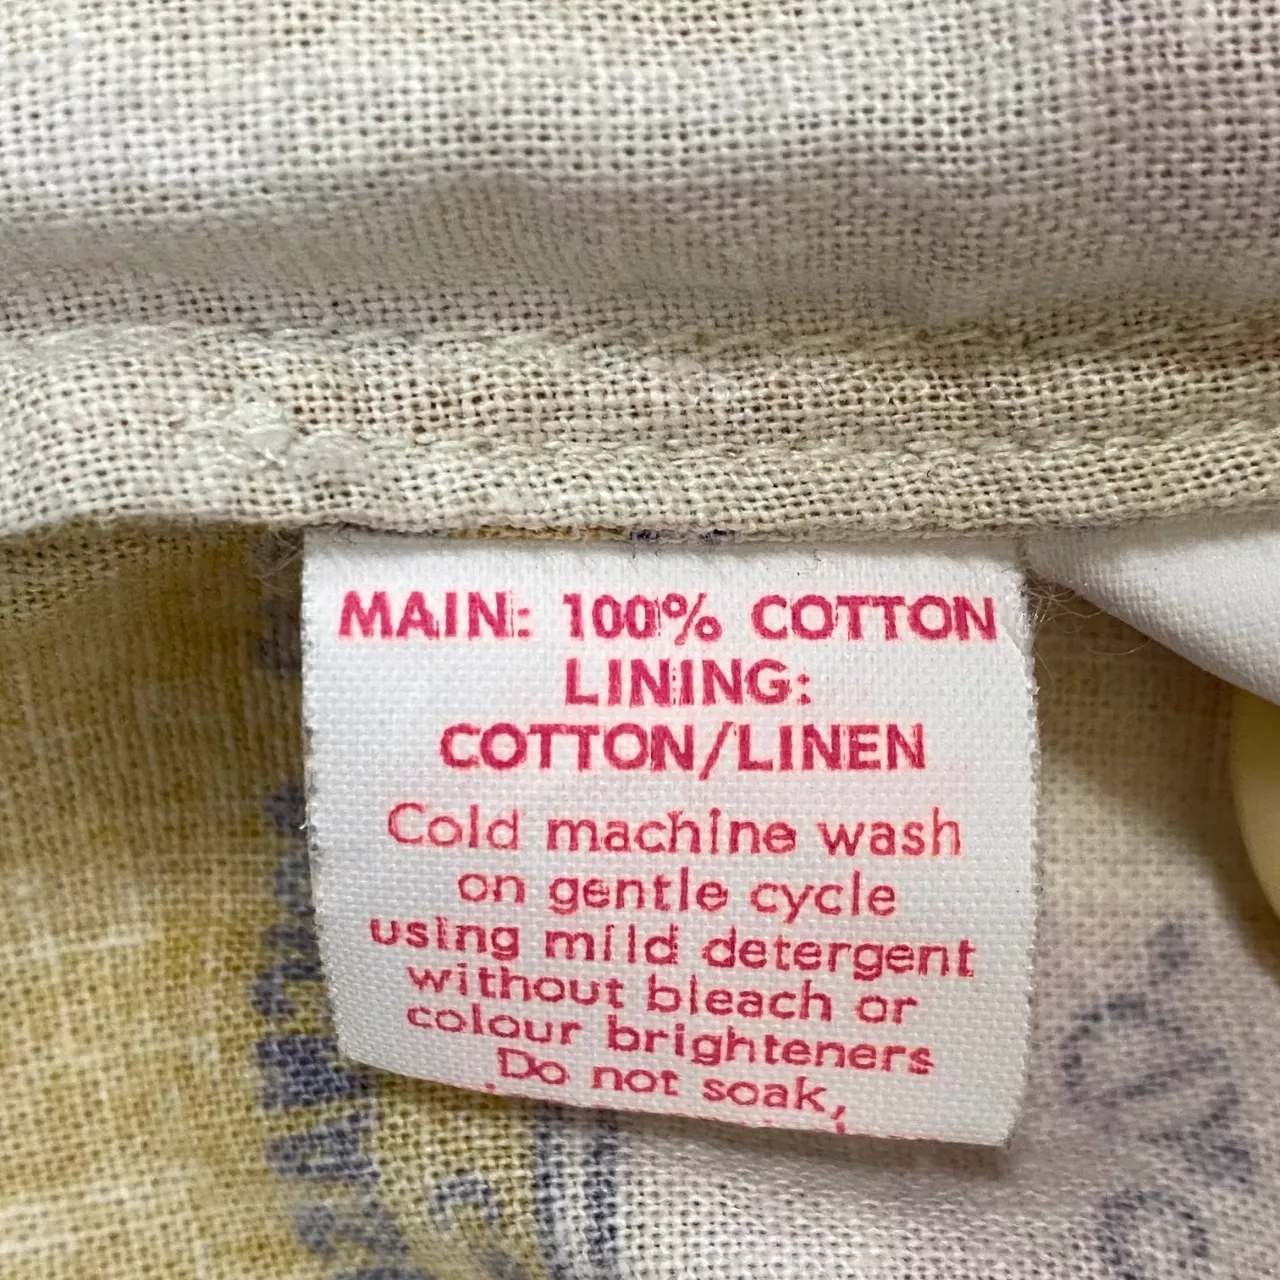 MAIN: 100% COTTON
LINING:
COTTON/LINEN
Cold machine wash
on gentle cycle
using mild detergent
without bleach or
colour brighteners
Do not soak,